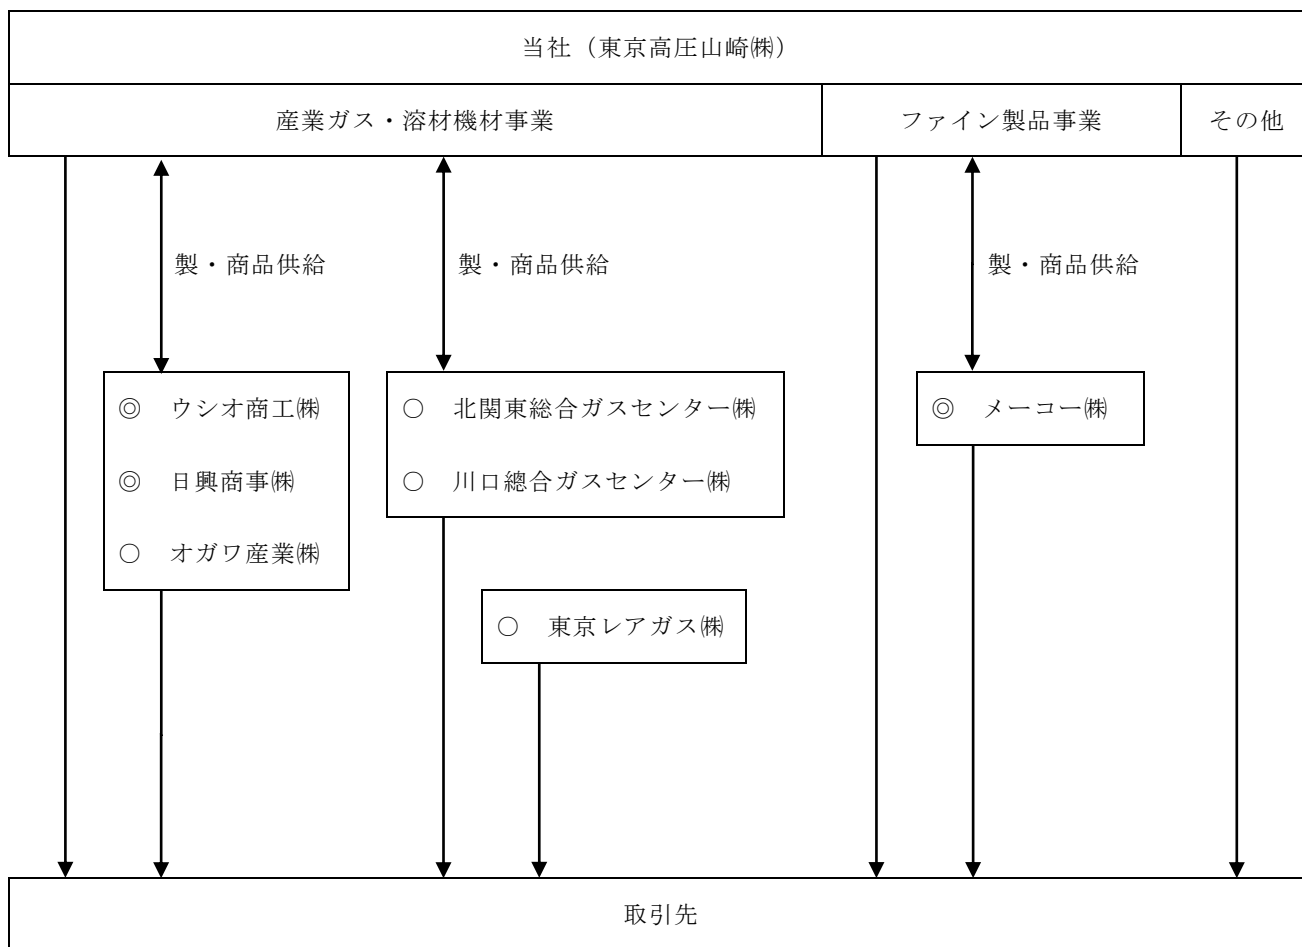 当社（東京高圧山崎㈱）
産業ガス・溶材機材事業
ファイン製品事業
その他
製・商品供給
製・商品供給
製・商品供給
◎ ウシオ商工㈱
◎ 日興商事㈱
○ オガワ産業㈱
○ 北関東総合ガスセンター㈱
○ 川口總合ガスセンター㈱
○ 東京レアガス㈱
◎ メーコー㈱
取引先